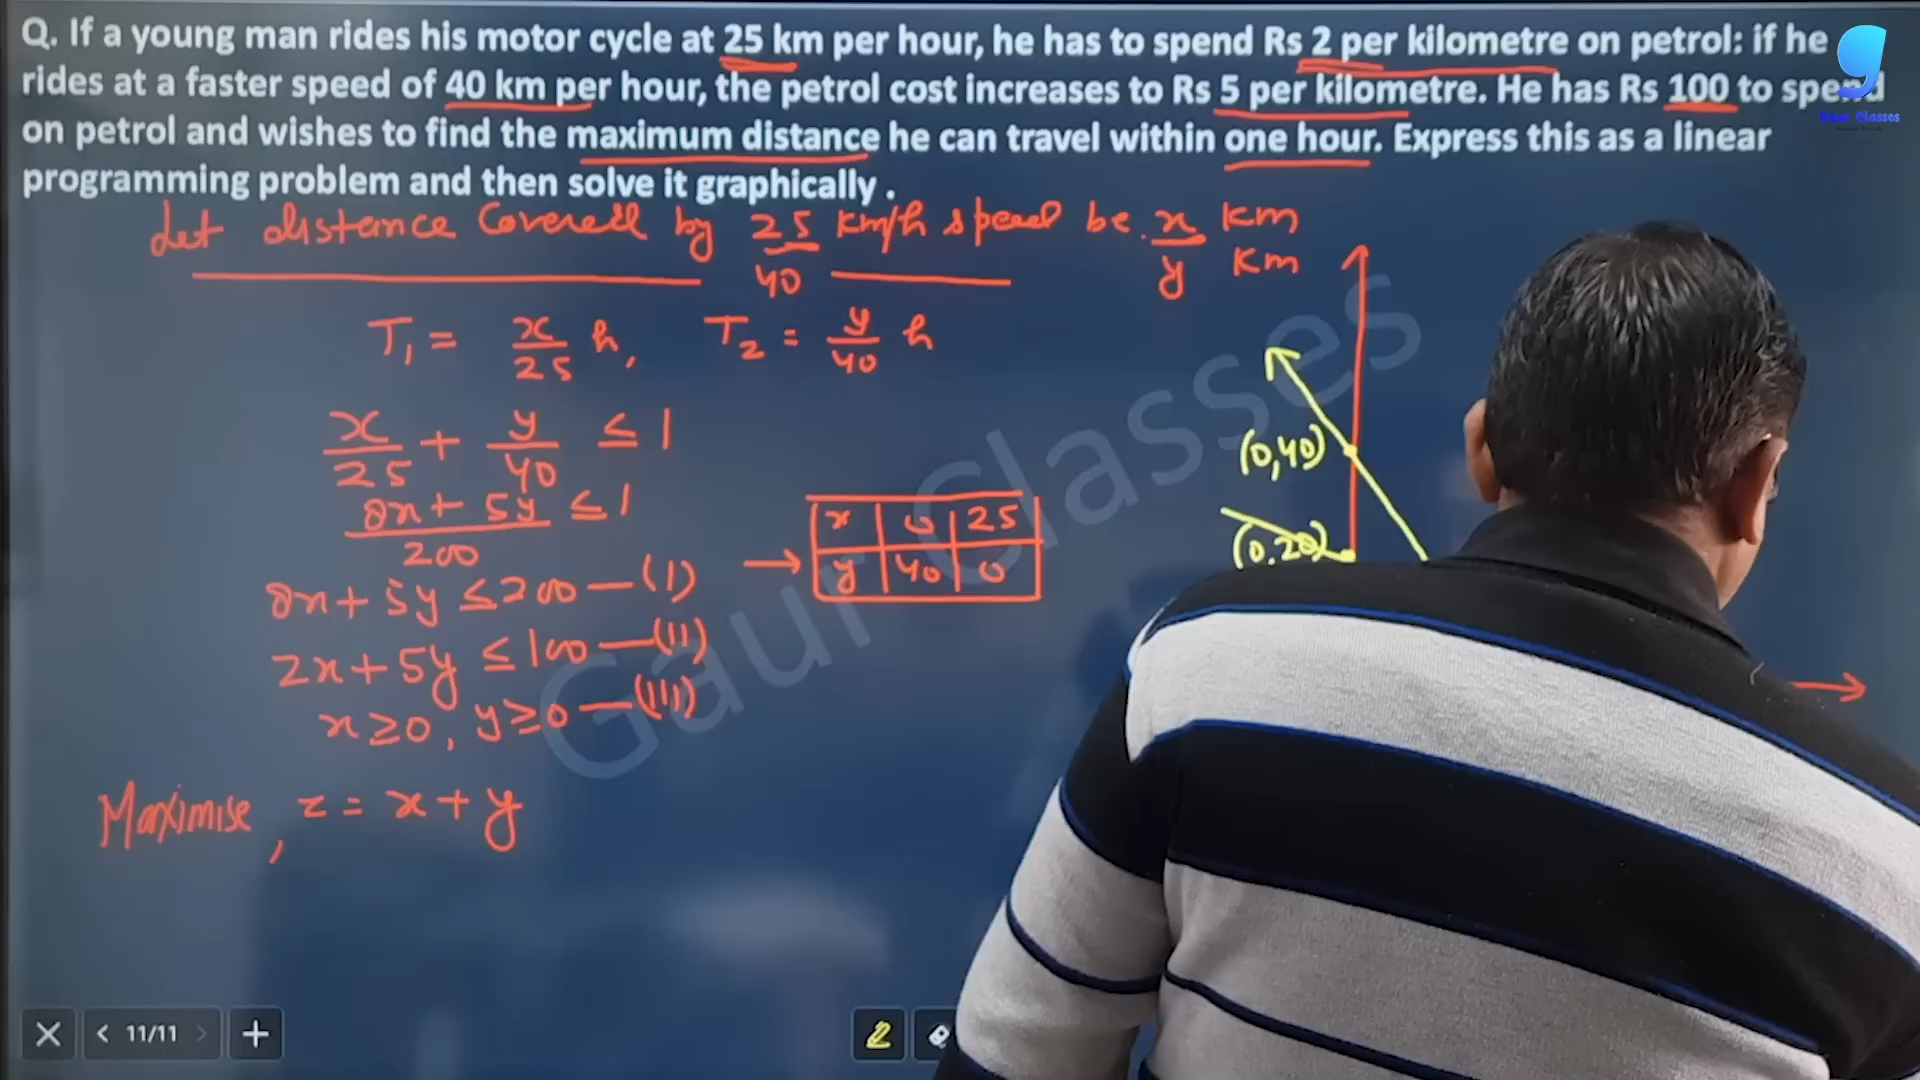 Q. If a young man rides his motor cycle at 25 km per hour, he has to spend Rs 2 per kilometre on petrol: if he
rides at a faster speed of 40 km per hour, the petrol cost increases to Rs 5 per kilometre. He has Rs 100 to spend
on petrol and wishes to find the maximum distance he can travel within one hour. Express this as a linear
programming problem and then solve it graphically .
Gaur Classes
Let distance covered by 25 km/h speed be x km
40 y km
T₁ = x/25 h, T₂ = y/40 h
x/25 + y/40 ≤ 1
(8x + 5y)/200 ≤ 1
8x + 5y ≤ 200 — (I)
x 0 25
y 40 0
2x + 5y ≤ 100 — (II)
x ≥ 0, y ≥ 0 — (III)
Maximise, z = x + y
(0,40)
(0,20)
Gaur Classes
11/11